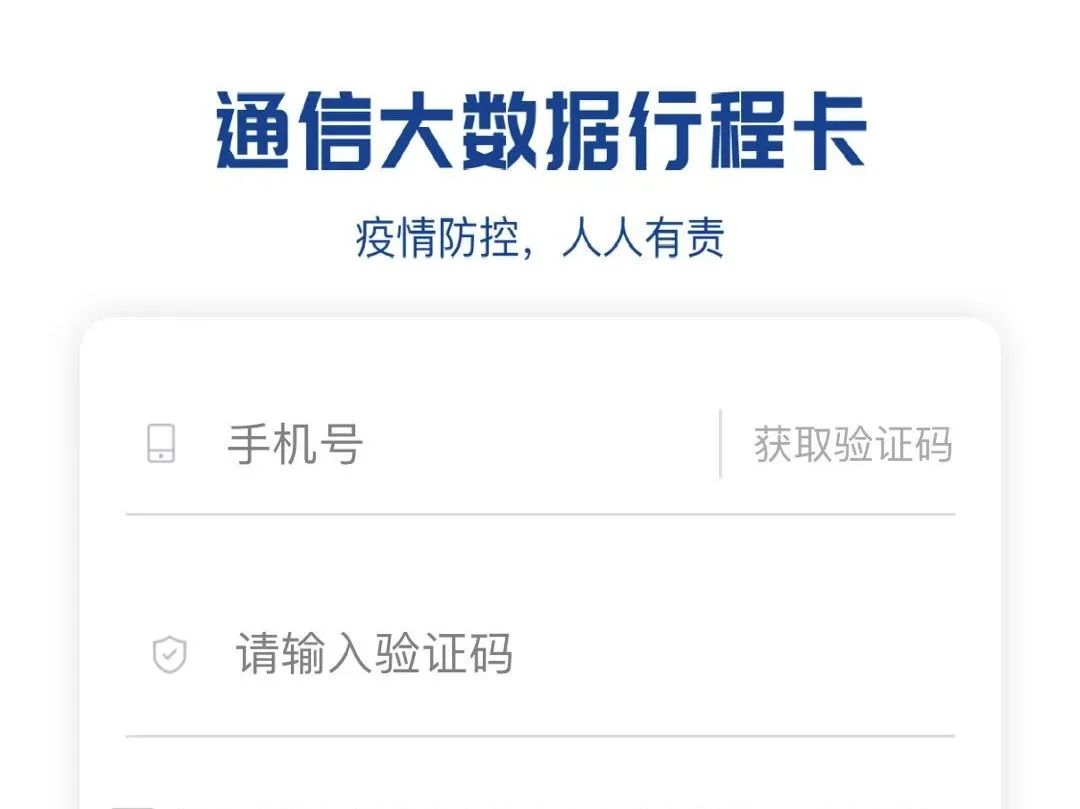 通信大数据行程卡
疫情防控，人人有责
手机号 获取验证码
请输入验证码